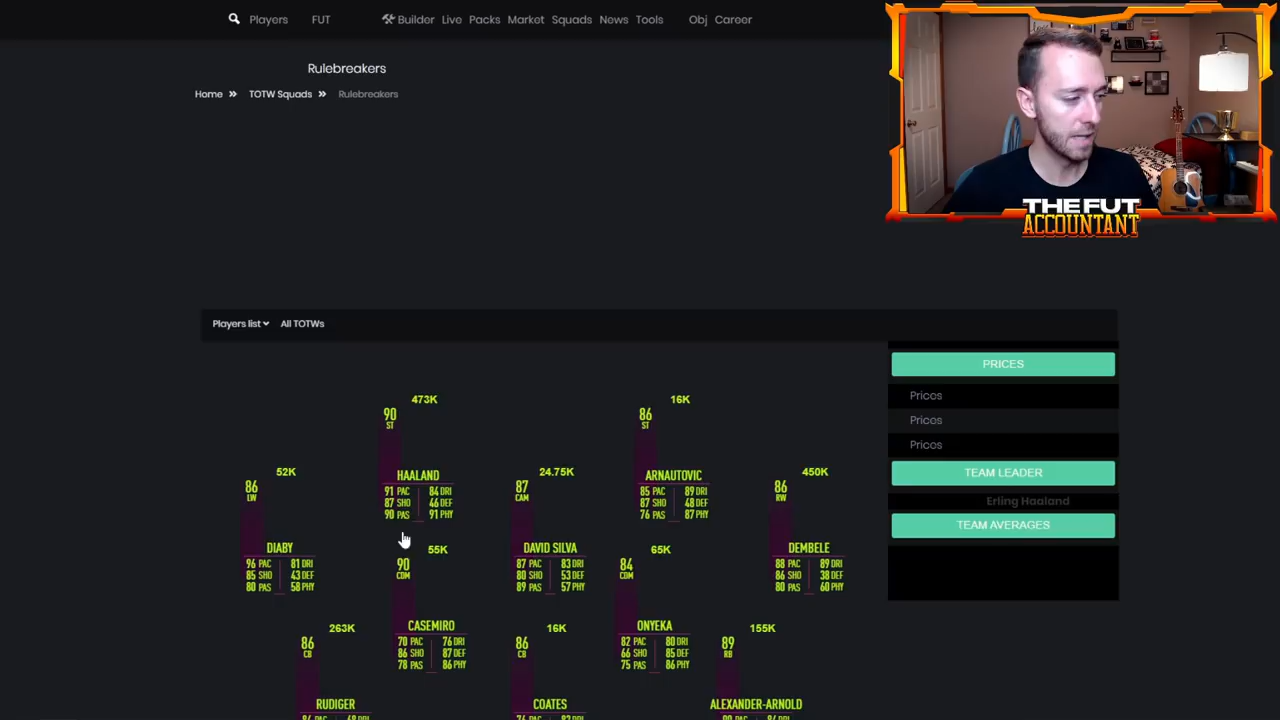 Players FUT Builder Live Packs Market Squads News Tools Obj Career
THE FUT
ACCOUNTANT
Rulebreakers
Home » TOTW Squads » Rulebreakers
Players list All TOTWs
PRICES
Prices
Prices
Prices
TEAM LEADER
Erling Haaland
TEAM AVERAGES
473K
90
ST
HAALAND
91 PAC 84 DRI
87 SHO 46 DEF
90 PAS 91 PHY
16K
86
ST
ARNAUTOVIC
85 PAC 89 DRI
87 SHO 48 DEF
76 PAS 87 PHY
52K
86
LW
DIABY
96 PAC 81 DRI
85 SHO 43 DEF
80 PAS 58 PHY
24.75K
87
CAM
DAVID SILVA
87 PAC 83 DRI
80 SHO 53 DEF
89 PAS 57 PHY
450K
86
RW
DEMBELE
88 PAC 89 DRI
86 SHO 38 DEF
80 PAS 60 PHY
55K
90
CDM
CASEMIRO
70 PAC 76 DRI
86 SHO 87 DEF
78 PAS 86 PHY
65K
84
CDM
ONYEKA
82 PAC 80 DRI
66 SHO 85 DEF
75 PAS 86 PHY
263K
86
CB
RUDIGER
16K
86
CB
COATES
155K
89
RB
ALEXANDER-ARNOLD